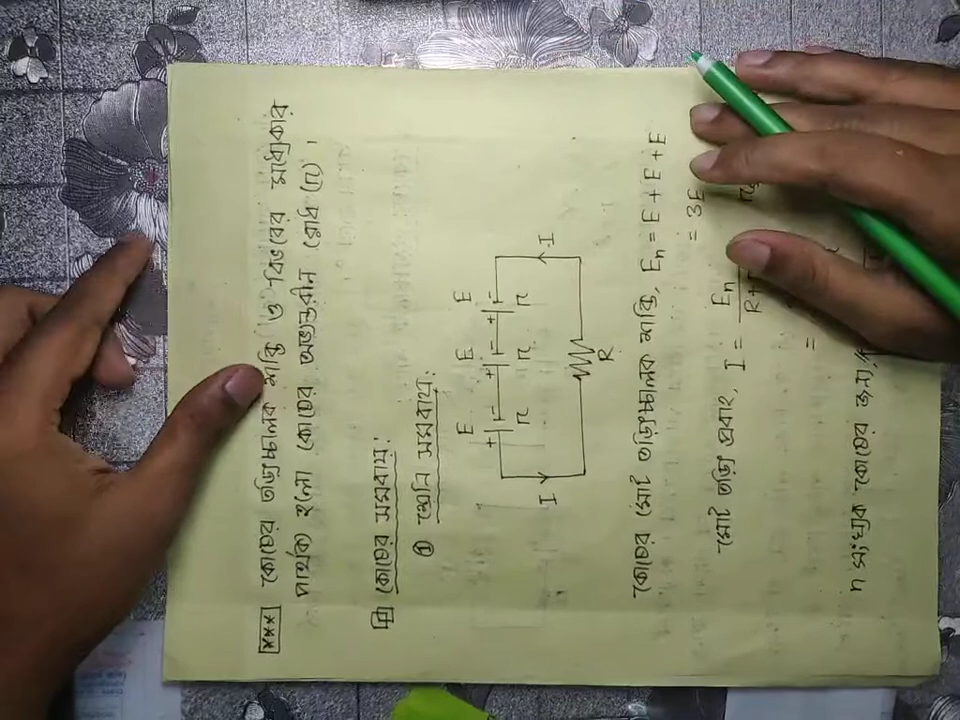 *** কোষের তড়িচ্চালক শক্তি ও বিভবের মধ্যকার
পার্থক্য হলো কোষের অভ্যন্তরীন রোধ (r) ।
কোষের সমবায়:
① শ্রেনি সমবায়:
E E E
+ - + - + -
r r r
I I
R
কোষের মোট তড়িচ্চালক শক্তি, Eₙ = E + E + E
= 3E
মোট তড়িৎ প্রবাহ, I = Eₙ
=
n সংখ্যক কোষের জন্য,